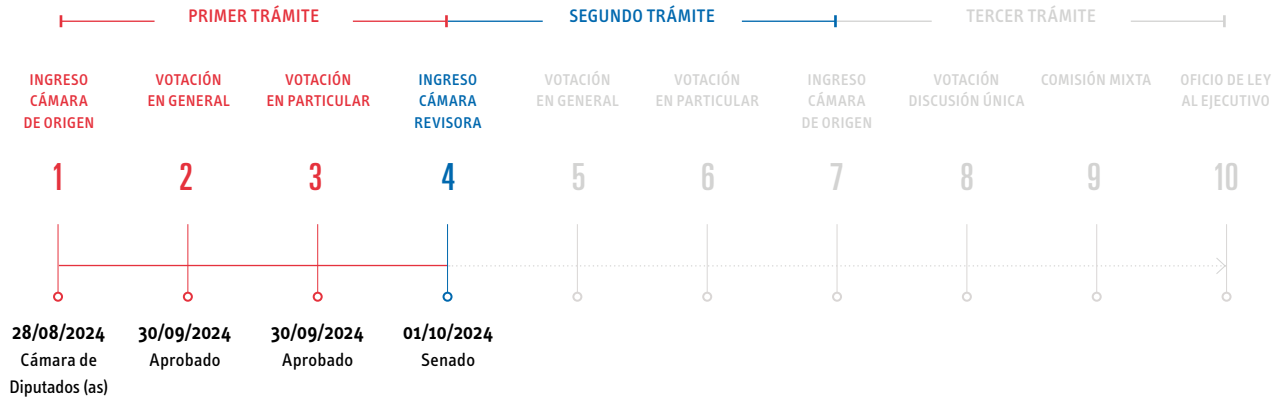 PRIMER TRÁMITE
SEGUNDO TRÁMITE
TERCER TRÁMITE
INGRESO
CÁMARA
DE ORIGEN
VOTACIÓN
EN GENERAL
VOTACIÓN
EN PARTICULAR
INGRESO
CÁMARA
REVISORA
VOTACIÓN
EN GENERAL
VOTACIÓN
EN PARTICULAR
INGRESO
CÁMARA
DE ORIGEN
VOTACIÓN
DISCUSIÓN ÚNICA
COMISIÓN MIXTA
OFICIO DE LEY
AL EJECUTIVO
1
2
3
4
5
6
7
8
9
10
28/08/2024
Cámara de
Diputados (as)
30/09/2024
Aprobado
30/09/2024
Aprobado
01/10/2024
Senado